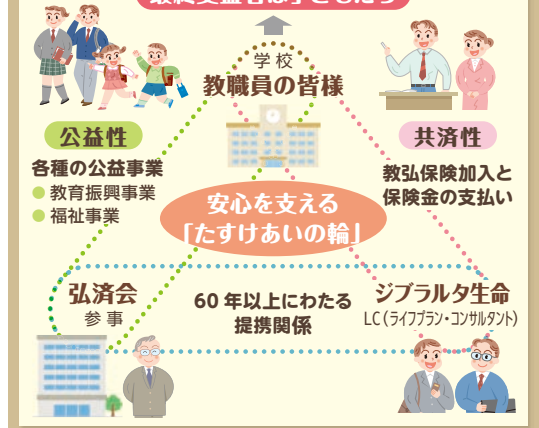 学校
教職員の皆様
公益性
各種の公益事業
● 教育振興事業
● 福祉事業
共済性
教弘保険加入と
保険金の支払い
安心を支える
「たすけあいの輪」
弘済会
参事
60年以上にわたる
提携関係
ジブラルタ生命
LC(ライフプラン・コンサルタント)